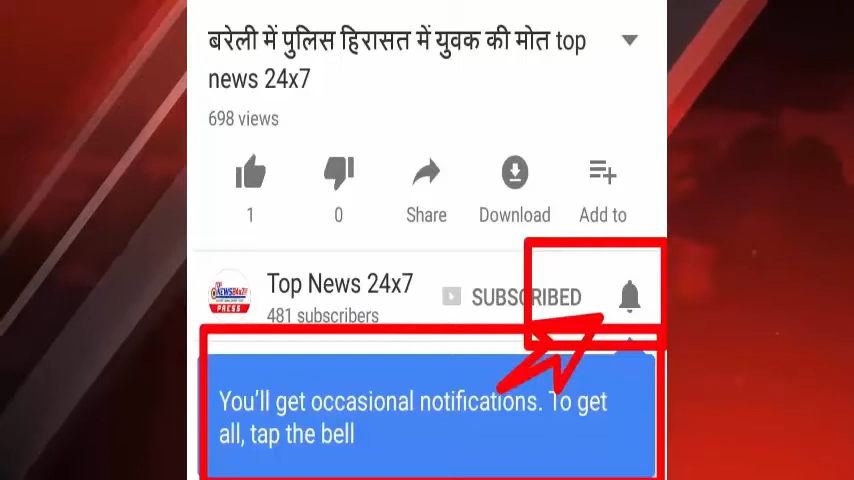 बरेली में पुलिस हिरासत में युवक की मोत top
news 24x7
698 views
1
0
Share
Download
Add to
Top News 24x7
SUBSCRIBED
481 subscribers
PRESS
You'll get occasional notifications. To get
all, tap the bell